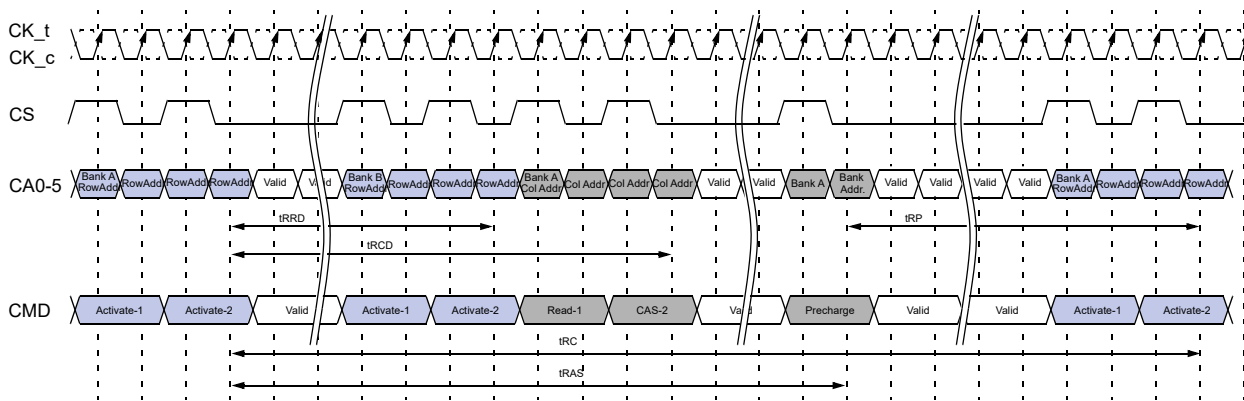 CK_t
CK_c
CS
CA0-5
Bank A RowAddr RowAddr RowAddr RowAddr Valid Valid Bank B RowAddr RowAddr RowAddr RowAddr Bank A Col Addr Col Addr Col Addr Col Addr Valid Valid Bank A Bank Addr. Valid Valid Valid Valid Bank A RowAddr RowAddr RowAddr RowAddr
tRRD tRP
tRCD
CMD Activate-1 Activate-2 Valid Activate-1 Activate-2 Read-1 CAS-2 Valid Precharge Valid Valid Activate-1 Activate-2
tRC
tRAS